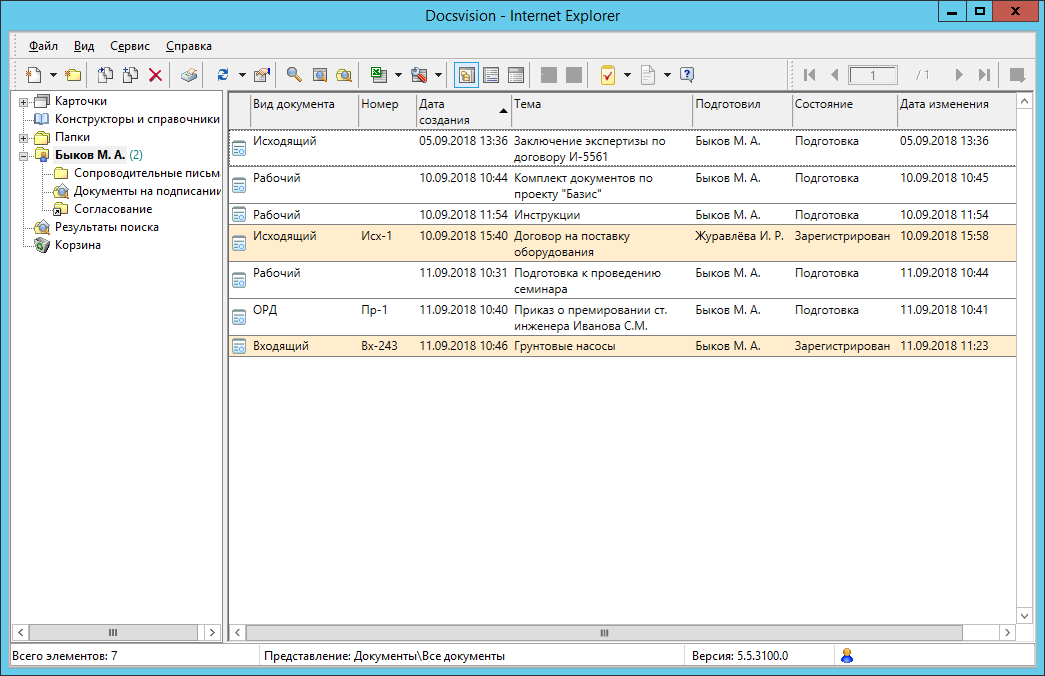 Docsvision - Internet Explorer
Файл Вид Сервис Справка
1 / 1
Карточки
Конструкторы и справочники
Папки
Быков М. А. (2)
Сопроводительные письм
Документы на подписании
Согласование
Результаты поиска
Корзина
Вид документа Номер Дата создания Тема Подготовил Состояние Дата изменения
Исходящий 05.09.2018 13:36 Заключение экспертизы по Быков М. А. Подготовка 05.09.2018 13:36
договору И-5561
Рабочий 10.09.2018 10:44 Комплект документов по Быков М. А. Подготовка 10.09.2018 10:45
проекту "Базис"
Рабочий 10.09.2018 11:54 Инструкции Быков М. А. Подготовка 10.09.2018 11:54
Исходящий Исх-1 10.09.2018 15:40 Договор на поставку Журавлёва И. Р. Зарегистрирован 10.09.2018 15:58
оборудования
Рабочий 11.09.2018 10:31 Подготовка к проведению Быков М. А. Подготовка 11.09.2018 10:44
семинара
ОРД Пр-1 11.09.2018 10:40 Приказ о премировании ст. Быков М. А. Подготовка 11.09.2018 10:41
инженера Иванова С.М.
Входящий Вх-243 11.09.2018 10:46 Грунтовые насосы Быков М. А. Зарегистрирован 11.09.2018 11:23
Всего элементов: 7 Представление: Документы\Все документы Версия: 5.5.3100.0